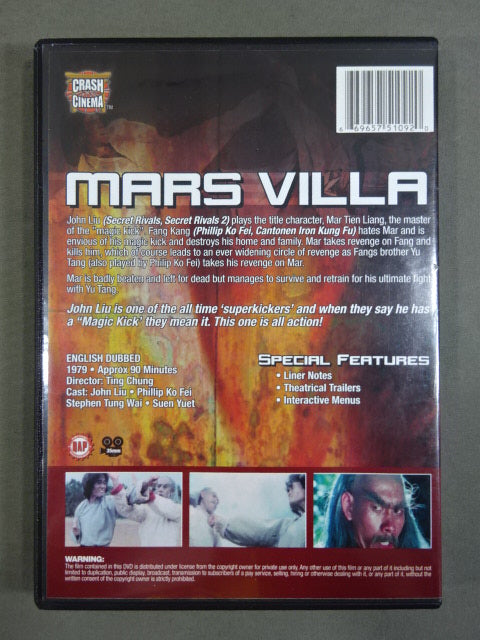 CRASH
CINEMA
TM
6 69657 51092 0
MARS VILLA
John Liu (Secret Rivals, Secret Rivals 2) plays the title character, Mar Tien Liang, the master
of the "magic kick". Fang Kang (Phillip Ko Fei, Cantonen Iron Kung Fu) hates Mar and is
envious of his magic kick and destroys his home and family. Mar takes revenge on Fang and
kills him, which of course leads to an ever widening circle of revenge as Fangs brother Yu
Tang (also played by Philip Ko Fei) takes his revenge on Mar.
Mar is badly beaten and left for dead but manages to survive and retrain for his ultimate fight
with Yu Tang.
John Liu is one of the all time 'superkickers' and when they say he has
a "Magic Kick' they mean it. This one is all action!
ENGLISH DUBBED
1979 • Approx 90 Minutes
Director: Ting Chung
Cast: John Liu • Phillip Ko Fei
Stephen Tung Wai • Suen Yuet
Special Features
• Liner Notes
• Theatrical Trailers
• Interactive Menus
RAP
35mm
WARNING:
The film contained in this DVD is distributed under license from the copyright owner for private use only. Any other use of this film or any part of it including but not
limited to duplication, public display, broadcast, transmission to subscribers of a pay service, selling, hiring or otherwise dealing with it, or any part of it, without the
written consent of the copyright owner is strictly prohibited.